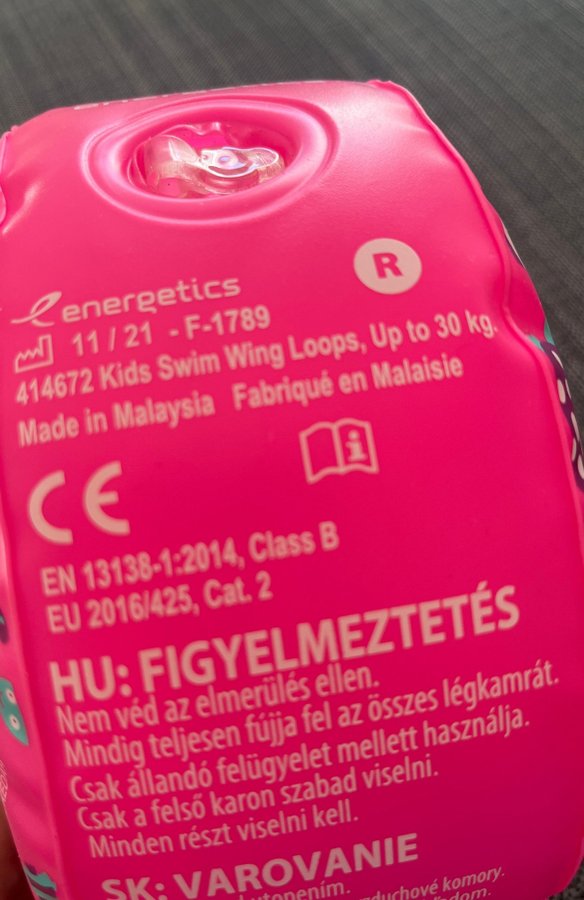 R
energetics
11 / 21 - F-1789
414672 Kids Swim Wing Loops, Up to 30 kg.
Made in Malaysia Fabriqué en Malaisie
i
CE
EN 13138-1:2014, Class B
EU 2016/425, Cat. 2
HU: FIGYELMEZTETÉS
Nem véd az elmerülés ellen.
Mindig teljesen fújja fel az összes légkamrát.
Csak állandó felügyelet mellett használja.
Csak a felső karon szabad viselni.
Minden részt viselni kell.
SK: VAROVANIE
utopením.
komory.